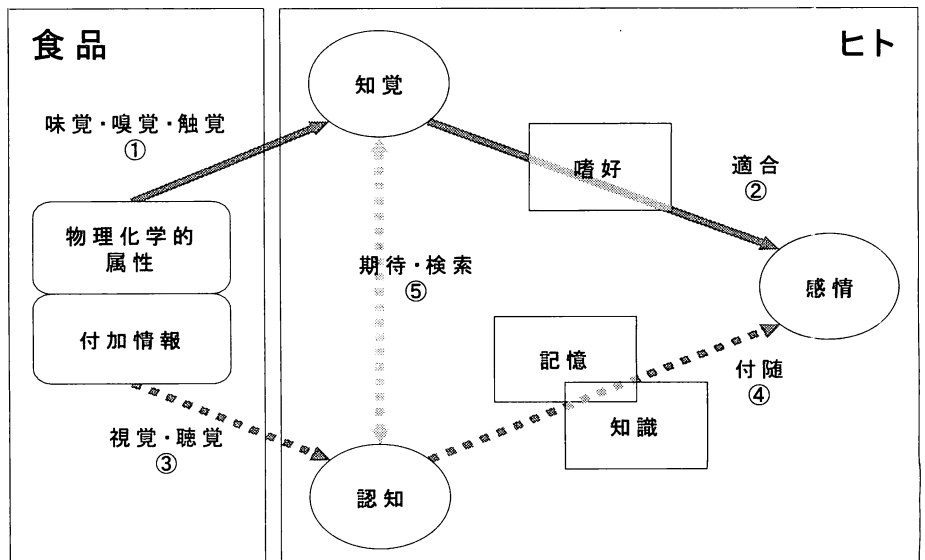 食品
ヒト
知覚
味覚・嗅覚・触覚
①
嗜好
適合
②
物理化学的
属性
期待・検索
⑤
感情
付加情報
記憶
付随
④
知識
視覚・聴覚
③
認知